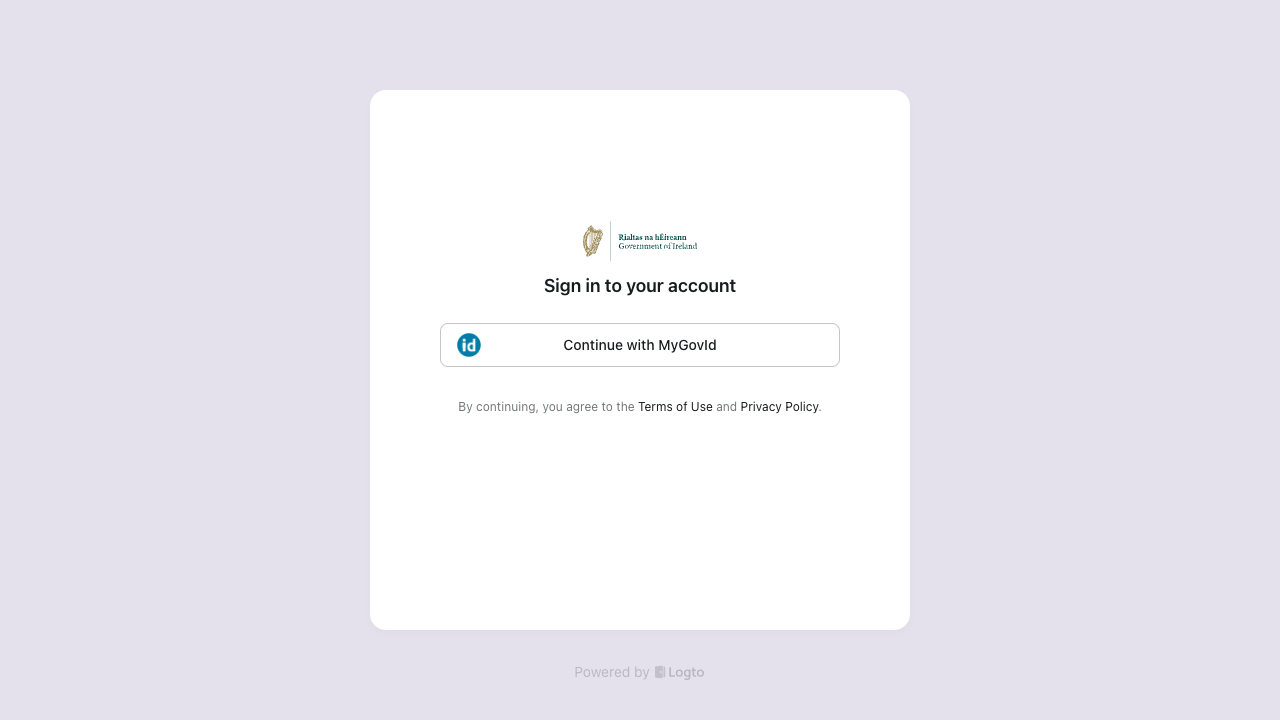 Rialtas na hÉireann
Government of Ireland
Sign in to your account
id
Continue with MyGovId
By continuing, you agree to the Terms of Use and Privacy Policy.
Powered by Logto